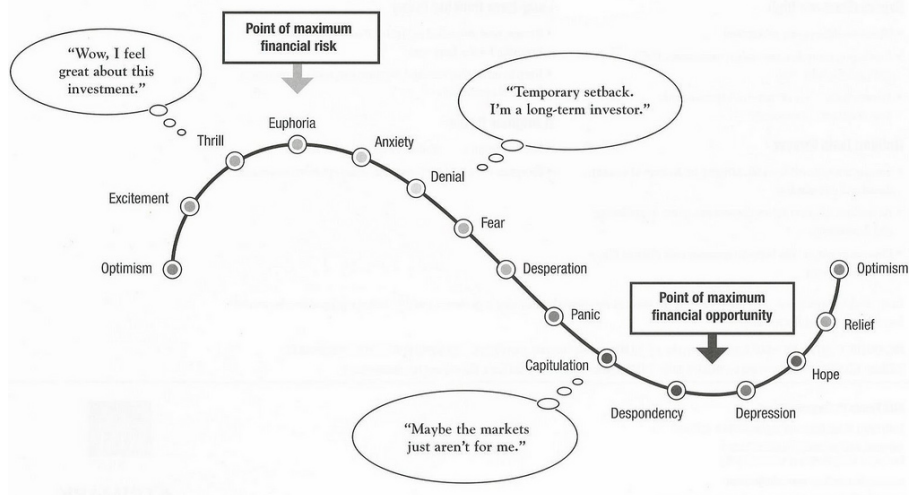 Point of maximum
financial risk
“Wow, I feel
great about this
investment.”
“Temporary setback.
I’m a long-term investor.”
Euphoria
Thrill
Anxiety
Denial
Excitement
Fear
Optimism
Desperation
Optimism
Point of maximum
financial opportunity
Panic
Relief
Capitulation
Hope
Despondency
Depression
“Maybe the markets
just aren’t for me.”